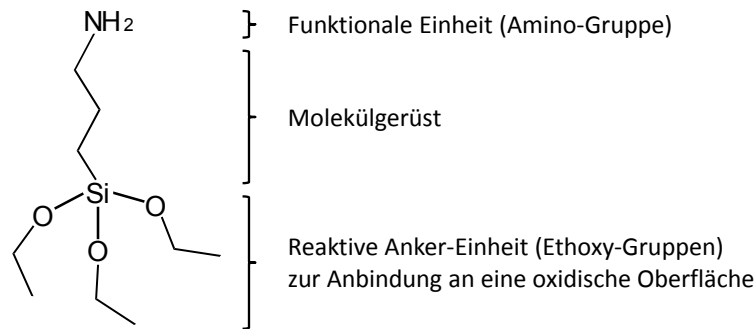 NH2
Funktionale Einheit (Amino-Gruppe)
Molekülgerüst
Si
O
O
O
Reaktive Anker-Einheit (Ethoxy-Gruppen)
zur Anbindung an eine oxidische Oberfläche